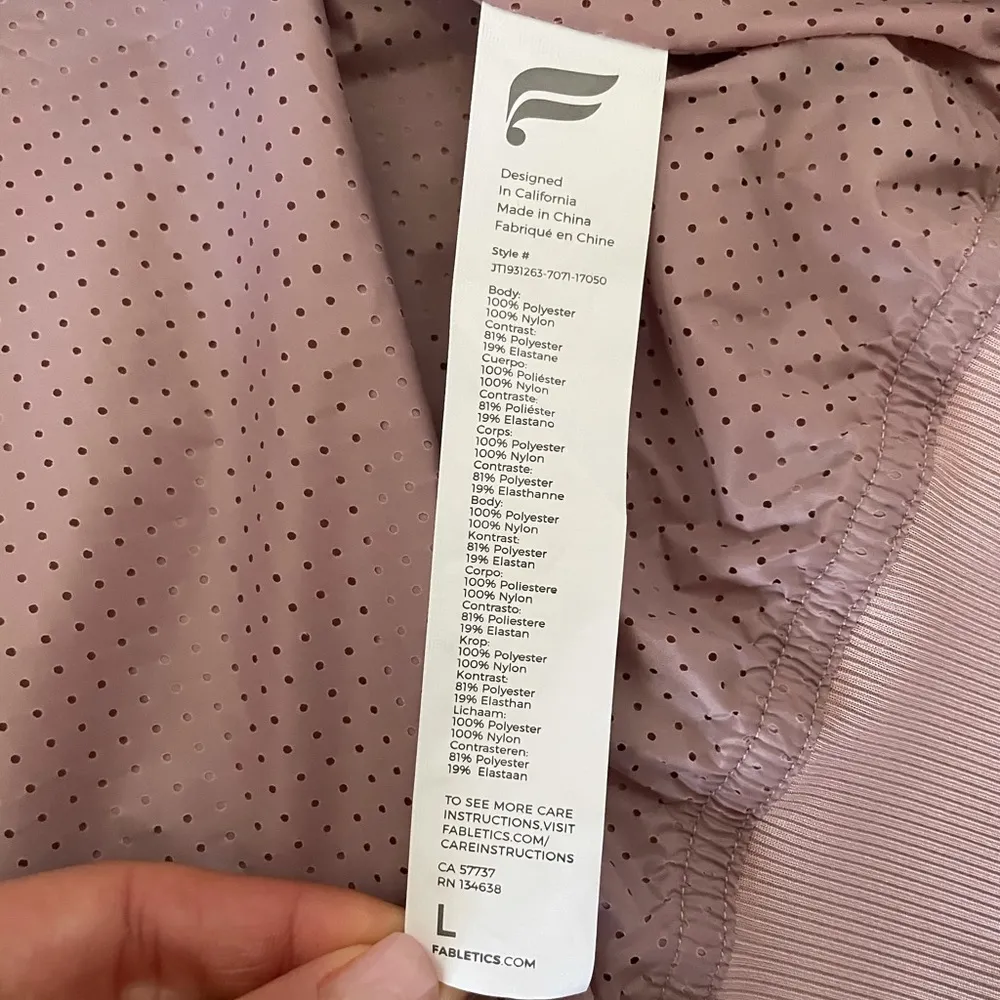 Designed
In California
Made in China
Fabriqué en Chine
Style #
JT1931263-7071-17050
Body:
100% Polyester
100% Nylon
Contrast:
81% Polyester
19% Elastane
Cuerpo:
100% Poliéster
100% Nylon
Contraste:
81% Poliéster
19% Elastano
Corps:
100% Polyester
100% Nylon
Contraste:
81% Polyester
19% Elasthanne
Body:
100% Polyester
100% Nylon
Kontrast:
81% Polyester
19% Elastan
Corpo:
100% Poliestere
100% Nylon
Contrasto:
81% Poliestere
19% Elastan
Krop:
100% Polyester
100% Nylon
Kontrast:
81% Polyester
19% Elasthan
Lichaam:
100% Polyester
100% Nylon
Contrasteren:
81% Polyester
19% Elastaan
TO SEE MORE CARE
INSTRUCTIONS,VISIT
FABLETICS.COM/
CAREINSTRUCTIONS
CA 57737
RN 134638
L
FABLETICS.COM